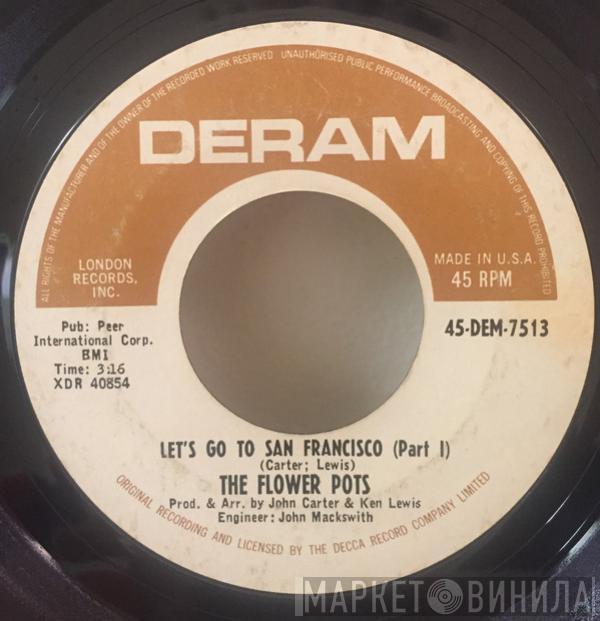 ALL RIGHTS OF THE MANUFACTURER AND OF THE OWNER OF THE RECORDED WORK RESERVED UNAUTHORISED PUBLIC PERFORMANCE BROADCASTING AND COPYING OF THIS RECORD PROHIBITED
DERAM
LONDON
RECORDS,
INC.
MADE IN U.S.A.
45 RPM
Pub: Peer
International Corp.
BMI
Time: 3:16
XDR 40854
45-DEM-7513
LET'S GO TO SAN FRANCISCO (Part I)
(Carter; Lewis)
THE FLOWER POTS
Prod. & Arr. by John Carter & Ken Lewis
Engineer: John Mackswith
ORIGINAL RECORDING AND LICENSED BY THE DECCA RECORD COMPANY LIMITED
МАРКЕТ ВИНИЛА